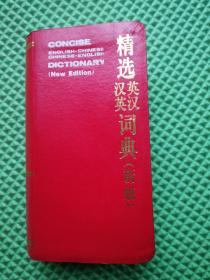 CONCISE
ENGLISH-CHINESE
CHINESE-ENGLISH
DICTIONARY
(New Edition)
精选英汉
汉英词典(新版)